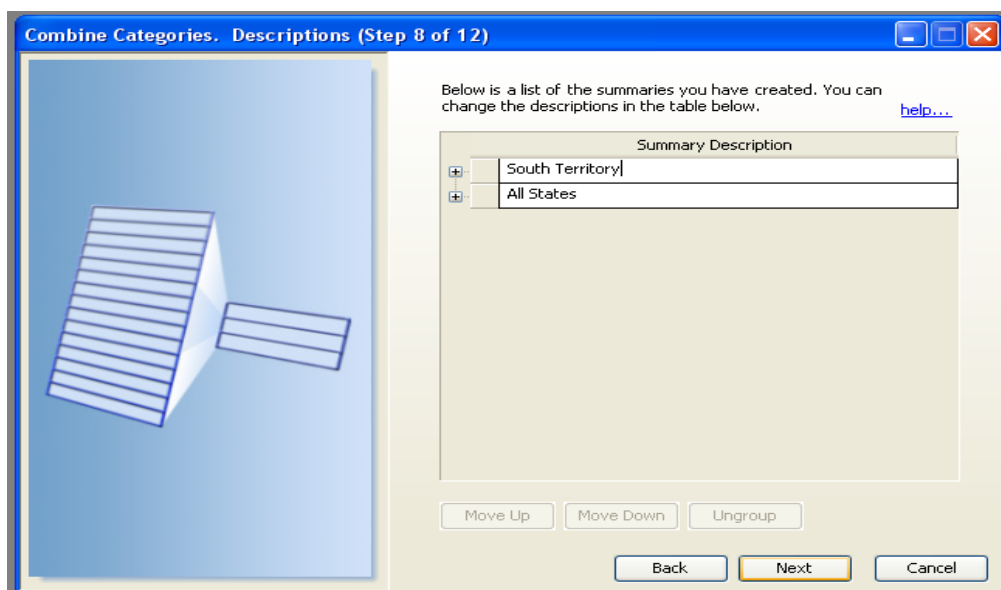 Combine Categories.  Descriptions (Step 8 of 12)
Below is a list of the summaries you have created. You can
change the descriptions in the table below.
help...
Summary Description
South Territory
All States
Move Up
Move Down
Ungroup
Back
Next
Cancel